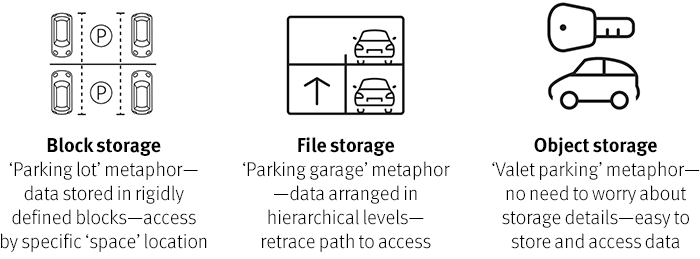 P
P
Block storage
‘Parking lot’ metaphor—
data stored in rigidly
defined blocks—access
by specific ‘space’ location
File storage
‘Parking garage’ metaphor
—data arranged in
hierarchical levels—
retrace path to access
Object storage
‘Valet parking’ metaphor—
no need to worry about
storage details—easy to
store and access data